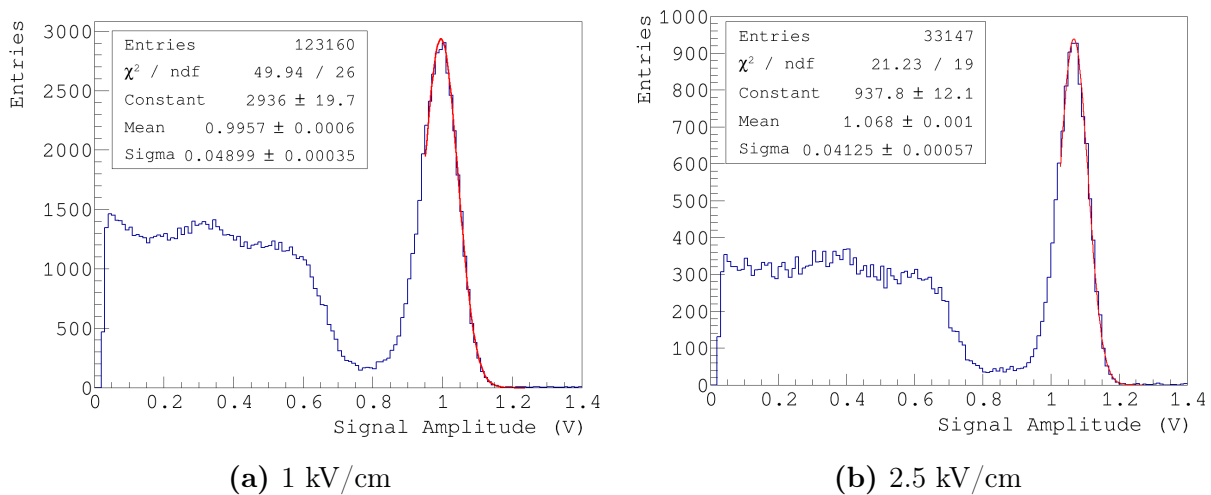 Entries
3000
2500
2000
1500
1000
500
0
Entries 123160
χ² / ndf 49.94 / 26
Constant 2936 ± 19.7
Mean 0.9957 ± 0.0006
Sigma 0.04899 ± 0.00035
0 0.2 0.4 0.6 0.8 1 1.2 1.4
Signal Amplitude (V)
(a) 1 kV/cm
Entries
1000
900
800
700
600
500
400
300
200
100
0
Entries 33147
χ² / ndf 21.23 / 19
Constant 937.8 ± 12.1
Mean 1.068 ± 0.001
Sigma 0.04125 ± 0.00057
0 0.2 0.4 0.6 0.8 1 1.2 1.4
Signal Amplitude (V)
(b) 2.5 kV/cm